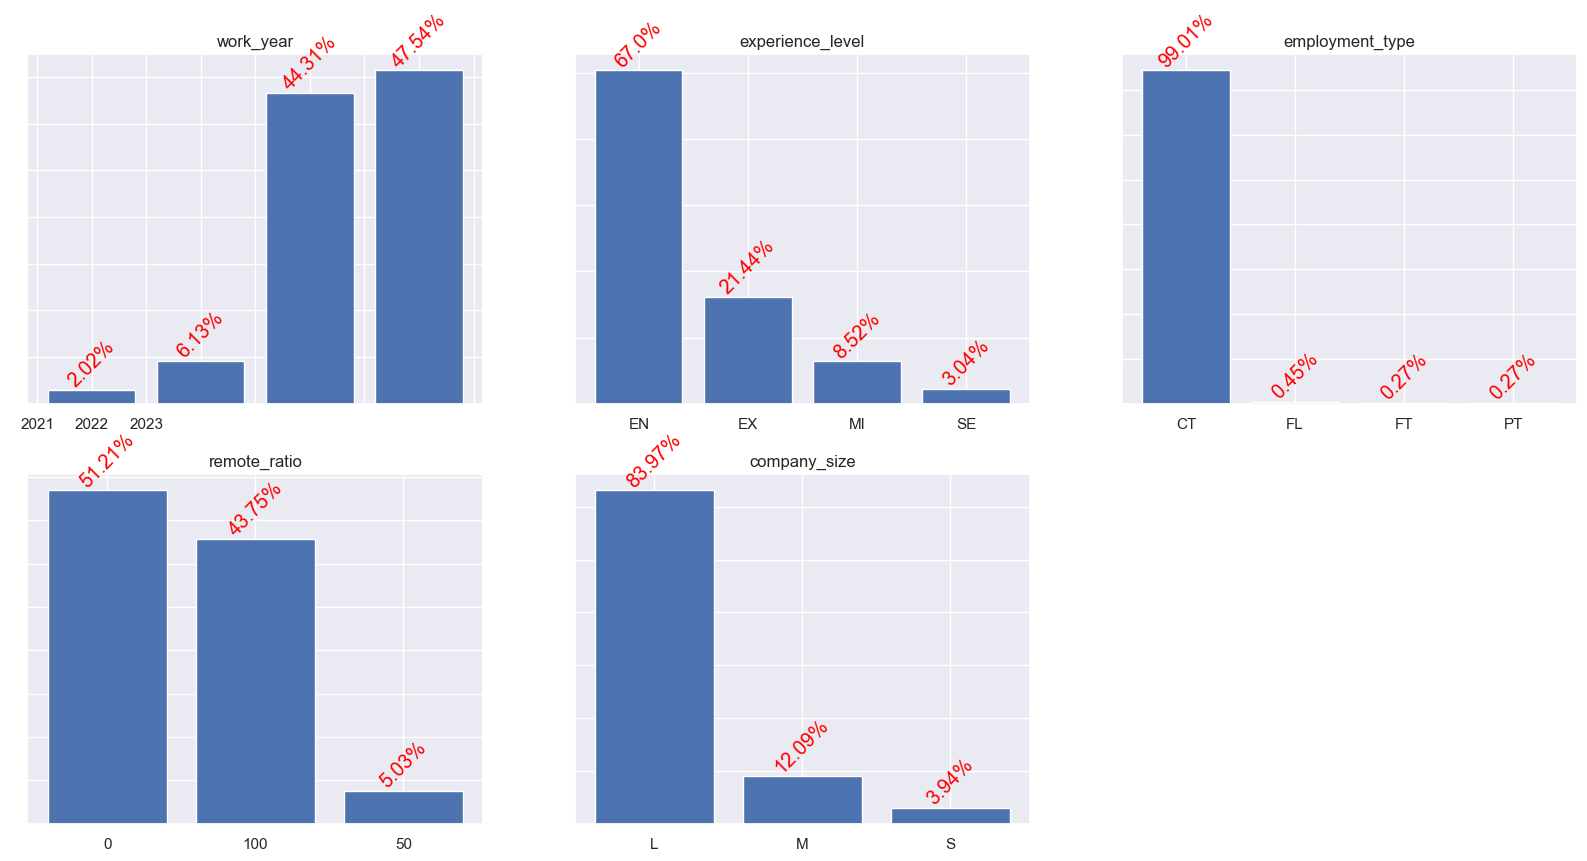 work_year
2.02%
6.13%
44.31%
47.54%
2021 2022 2023
experience_level
67.0%
21.44%
8.52%
3.04%
EN EX MI SE
employment_type
99.01%
0.45%
0.27%
0.27%
CT FL FT PT
remote_ratio
51.21%
43.75%
5.03%
0 100 50
company_size
83.97%
12.09%
3.94%
L M S